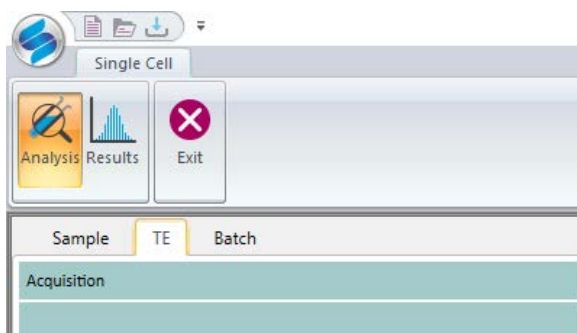 Single Cell
Analysis Results Exit
Sample TE Batch
Acquisition